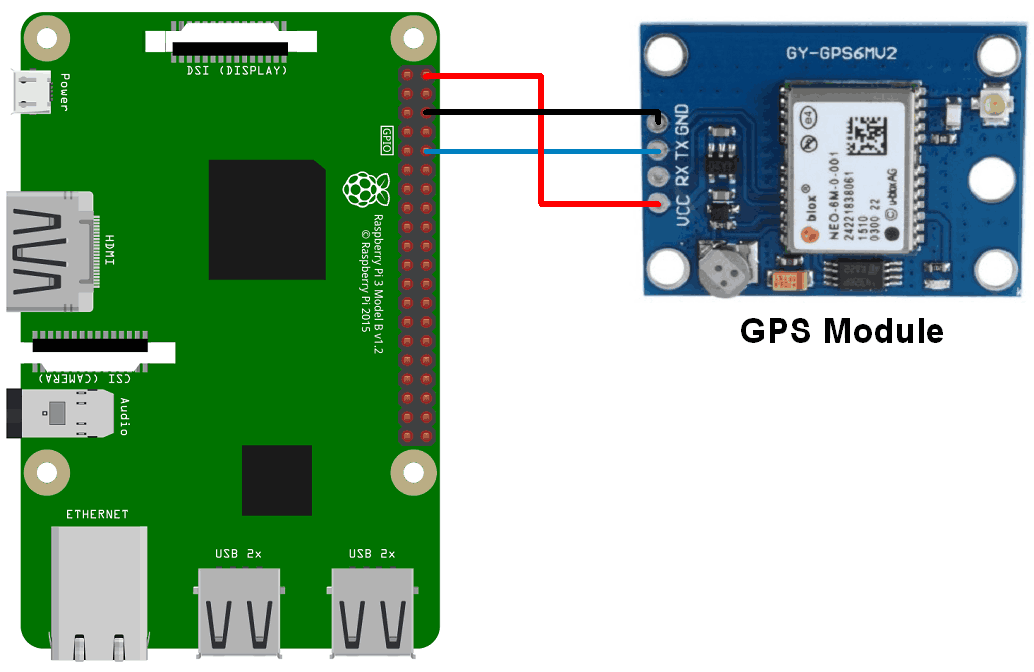 DSI (DISPLAY)
Power
GPIO
HDMI
Raspberry Pi 3 Model B v1.2
© Raspberry Pi 2015
CSI (CAMERA)
Audio
ETHERNET
USB 2x
USB 2x
GY-GPS6MV2
GND
TX
RX
VCC
blox®
NEO-6M-0-001
24221838061
1510
0300 22
© u-blox AG
GPS Module